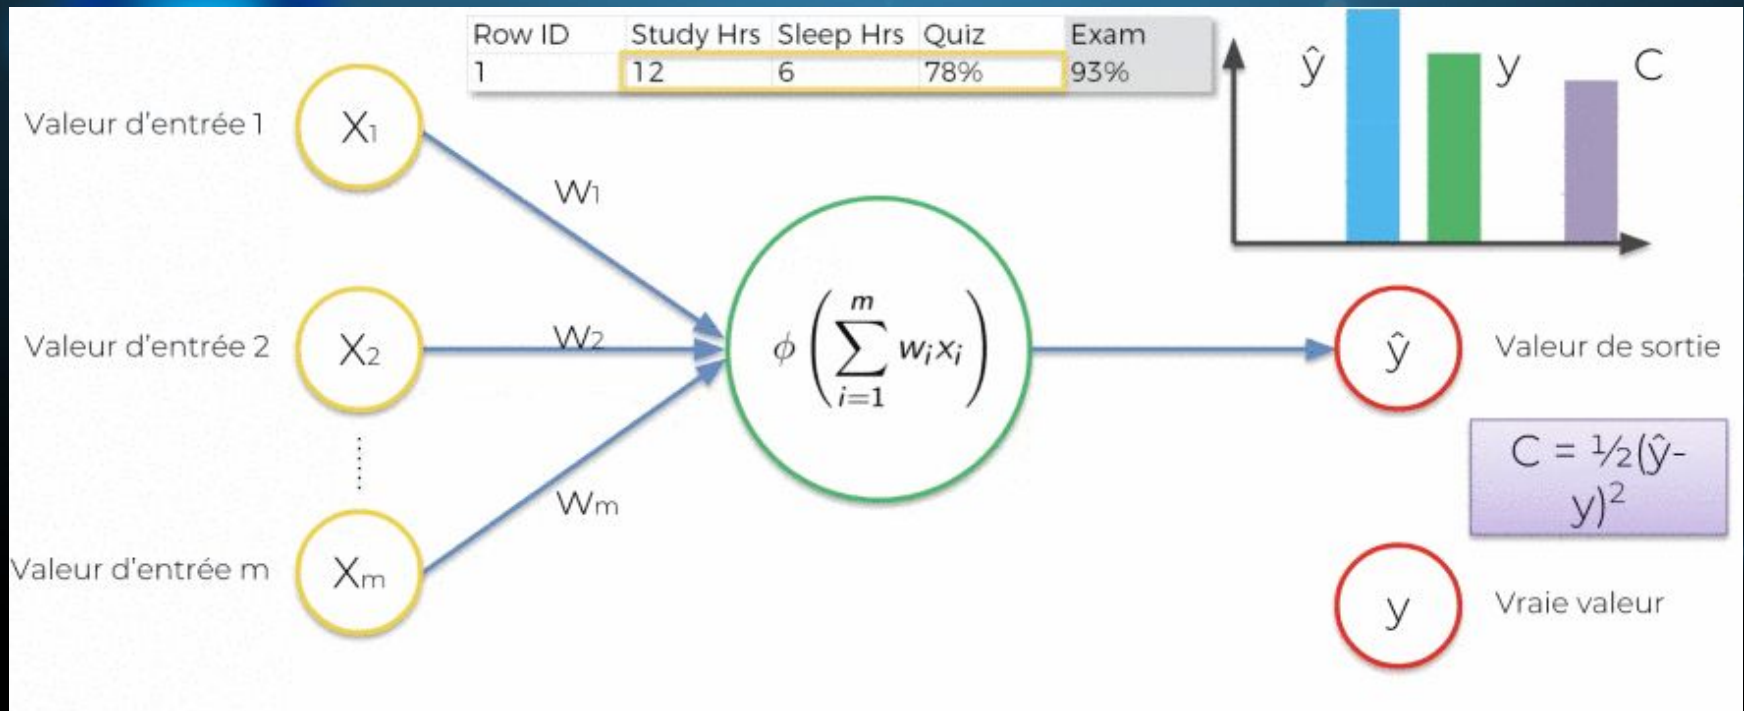 Row ID Study Hrs Sleep Hrs Quiz Exam
1 12 6 78% 93%
ŷ y C
Valeur d'entrée 1 X1
W1
Valeur d'entrée 2 X2 W2
ϕ ( m ∑ i=1 wixi )
ŷ Valeur de sortie
C = ½(ŷ-
y)²
Wm
Valeur d'entrée m Xm
y Vraie valeur